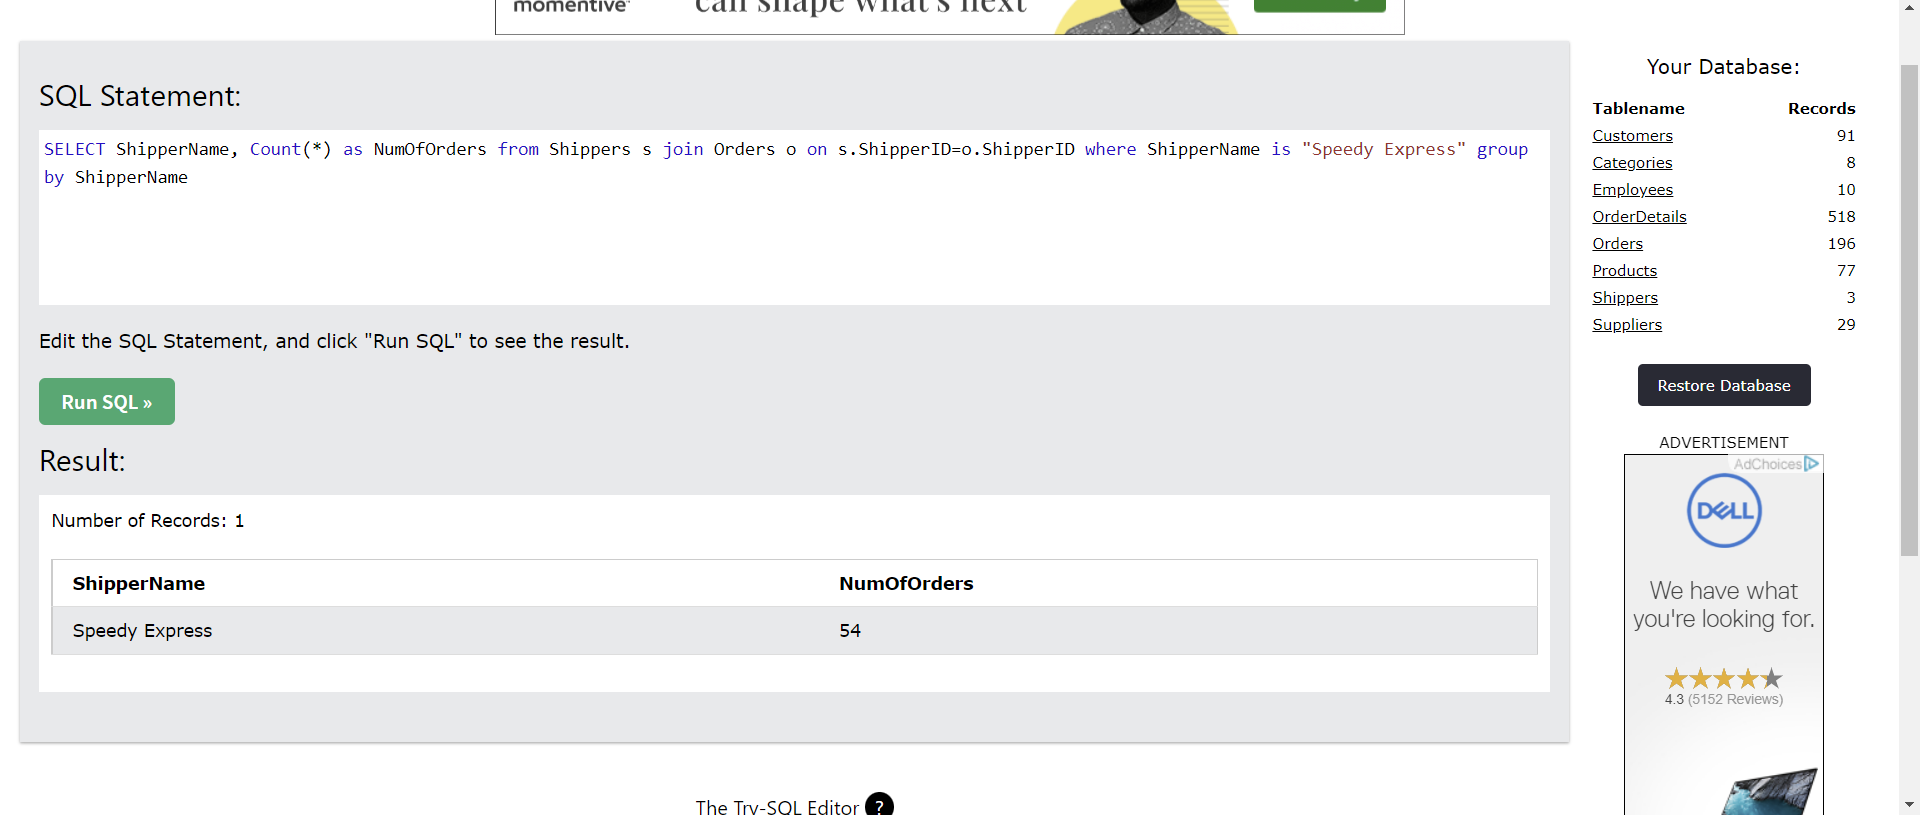 momentive
can shape what's next
SQL Statement:
SELECT ShipperName, Count(*) as NumOfOrders from Shippers s join Orders o on s.ShipperID=o.ShipperID where ShipperName is "Speedy Express" group
by ShipperName
Edit the SQL Statement, and click "Run SQL" to see the result.
Run SQL »
Result:
Number of Records: 1
ShipperName NumOfOrders
Speedy Express 54
The Try-SQL Editor ?
Your Database:
Tablename Records
Customers 91
Categories 8
Employees 10
OrderDetails 518
Orders 196
Products 77
Shippers 3
Suppliers 29
Restore Database
ADVERTISEMENT
AdChoices
DELL
We have what
you're looking for.
4.3 (5152 Reviews)